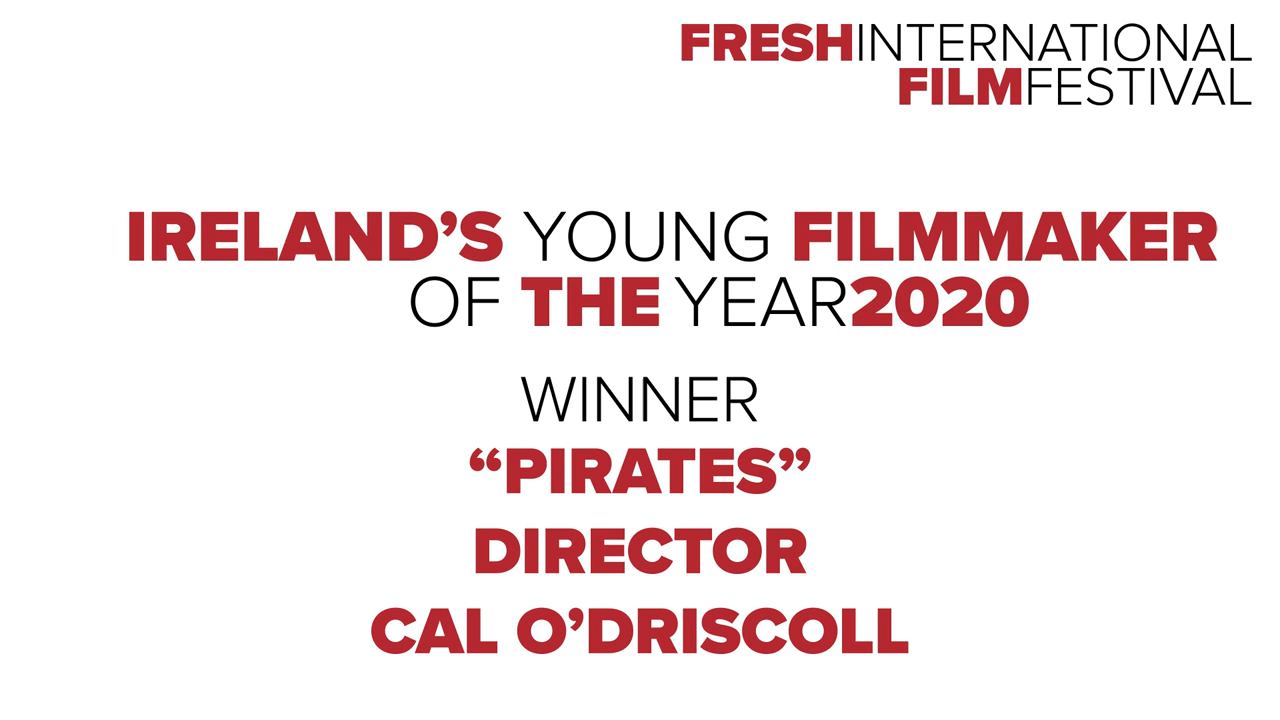 FRESHINTERNATIONAL
FILMFESTIVAL
IRELAND’S YOUNG FILMMAKER
OF THE YEAR2020
WINNER
“PIRATES”
DIRECTOR
CAL O’DRISCOLL